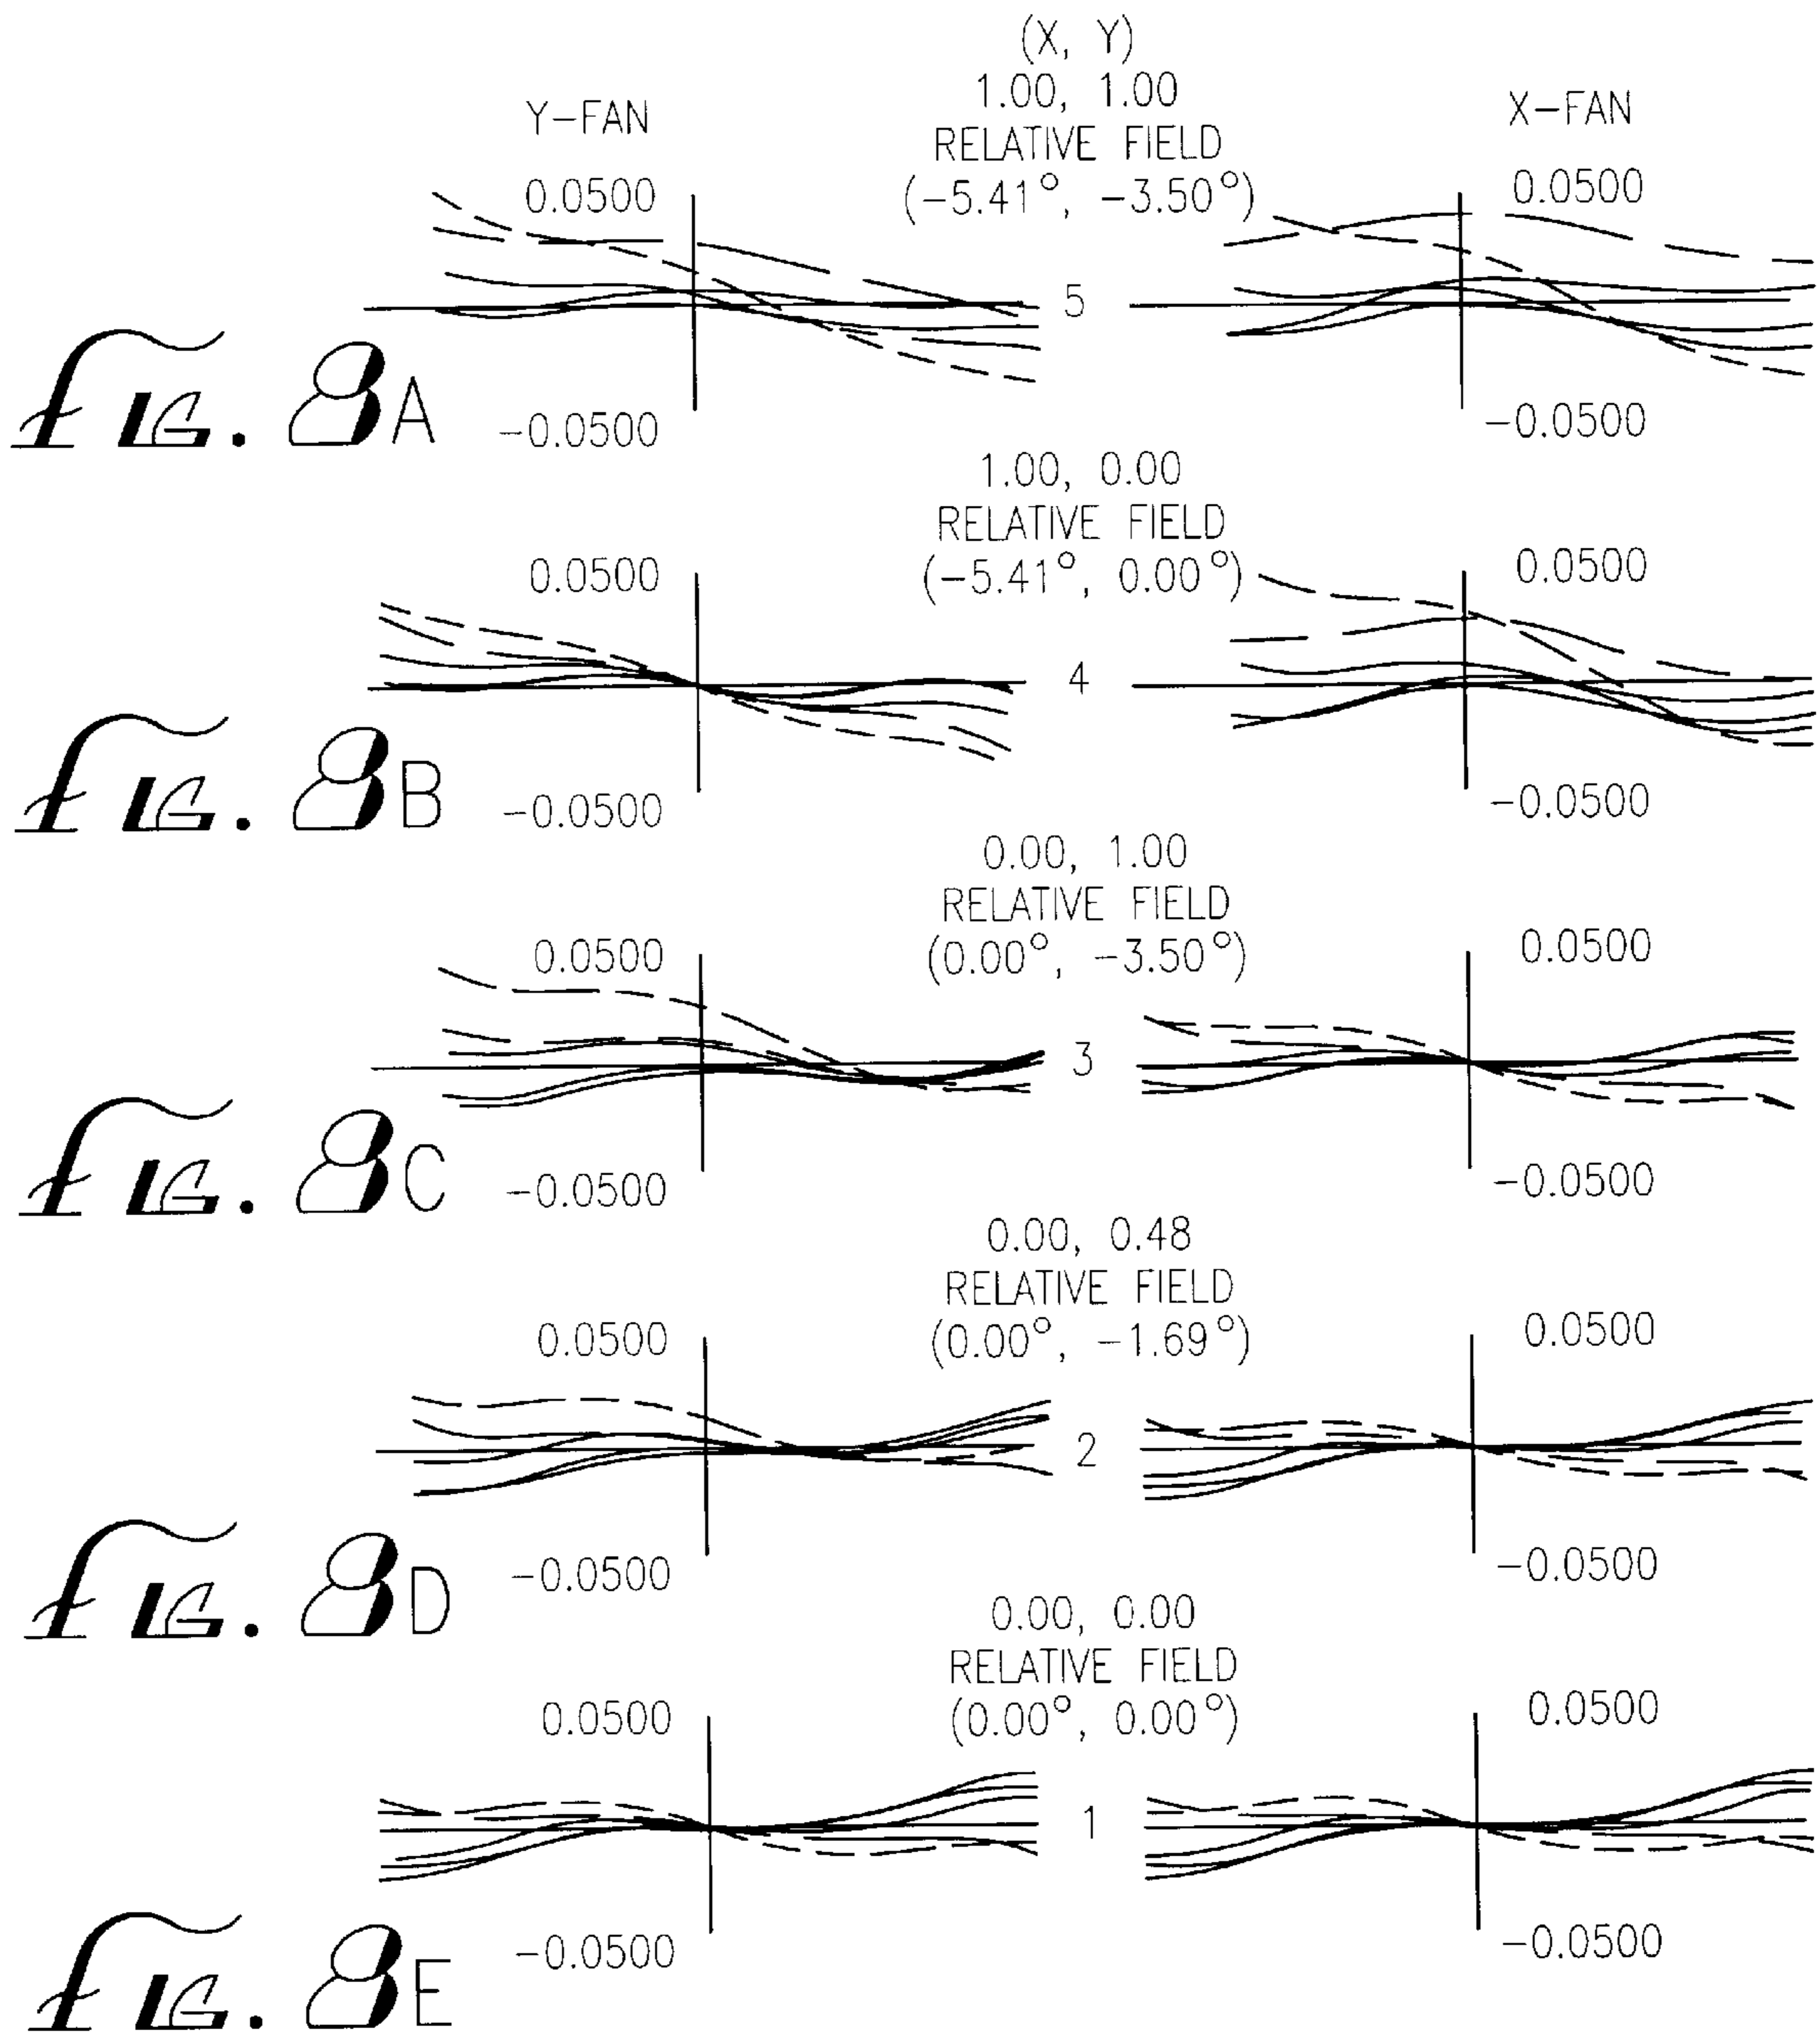 (X, Y)
1.00, 1.00
Y-FAN
RELATIVE FIELD
X-FAN
0.0500
(-5.41°, -3.50°)
0.0500
5
FIG. 8A
-0.0500
-0.0500
1.00, 0.00
RELATIVE FIELD
0.0500
(-5.41°, 0.00°)
0.0500
4
FIG. 8B
-0.0500
-0.0500
0.00, 1.00
RELATIVE FIELD
0.0500
(0.00°, -3.50°)
0.0500
3
FIG. 8C
-0.0500
-0.0500
0.00, 0.48
RELATIVE FIELD
0.0500
(0.00°, -1.69°)
0.0500
2
FIG. 8D
-0.0500
-0.0500
0.00, 0.00
RELATIVE FIELD
0.0500
(0.00°, 0.00°)
0.0500
1
FIG. 8E
-0.0500
-0.0500